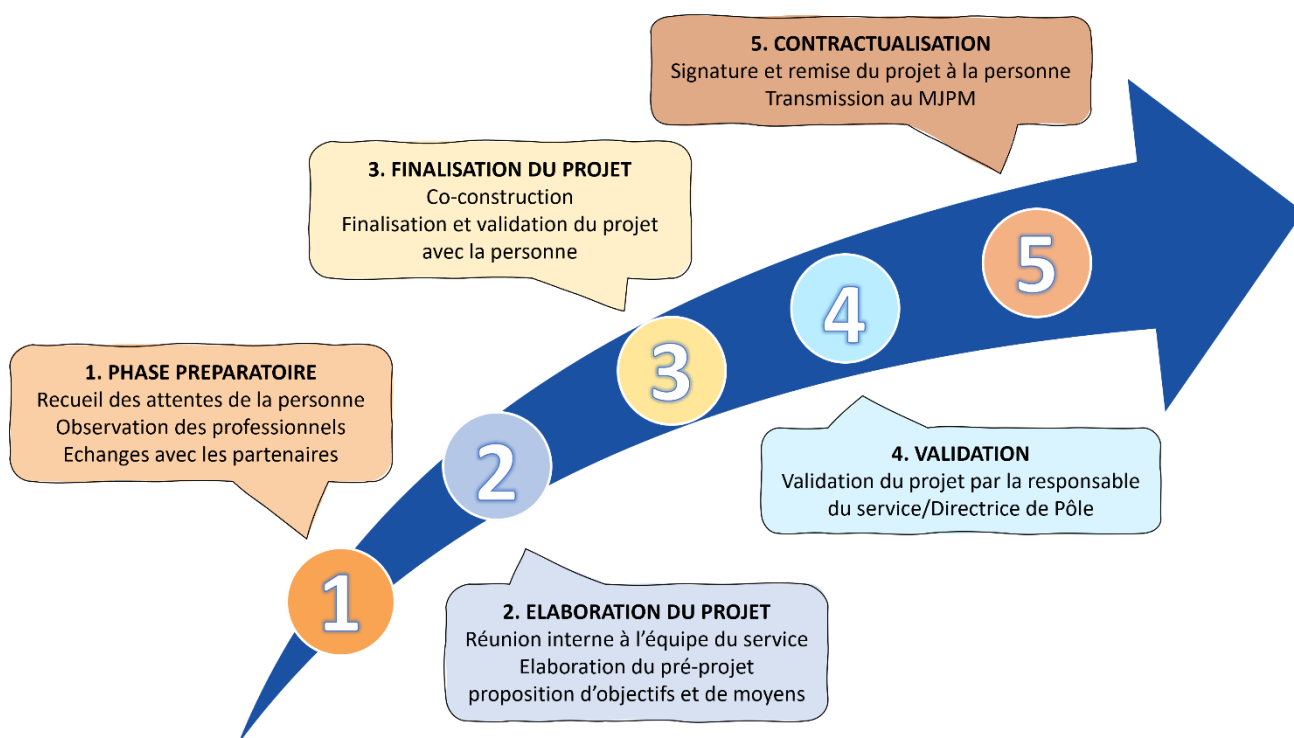 5. CONTRACTUALISATION
Signature et remise du projet à la personne
Transmission au MJPM
3. FINALISATION DU PROJET
Co-construction
Finalisation et validation du projet
avec la personne
1. PHASE PREPARATOIRE
Recueil des attentes de la personne
Observation des professionnels
Echanges avec les partenaires
5
4
3
2
1
4. VALIDATION
Validation du projet par la responsable
du service/Directrice de Pôle
2. ELABORATION DU PROJET
Réunion interne à l’équipe du service
Elaboration du pré-projet
proposition d’objectifs et de moyens